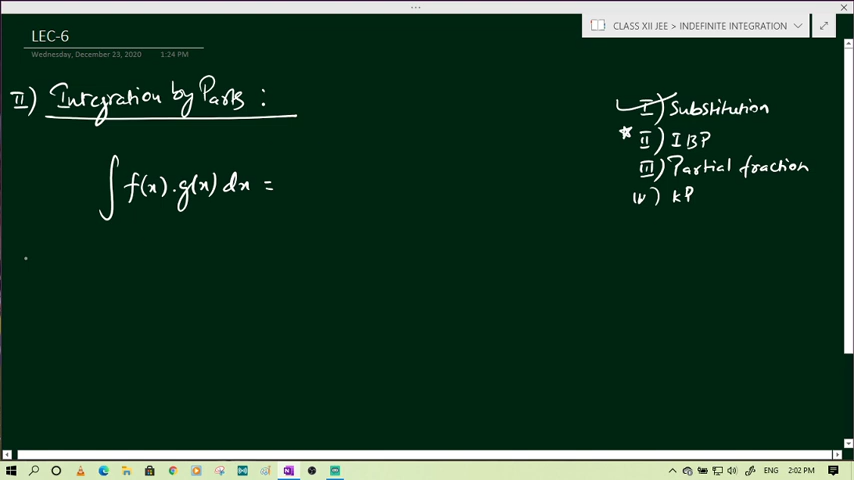 CLASS XII JEE > INDEFINITE INTEGRATION
LEC-6
Wednesday, December 23, 2020 1:24 PM
II) Integration by Parts :
∫ f(x).g(x) dx =
I) Substitution
* II) IBP
III) Partial fraction
IV) KP
ENG 2:02 PM